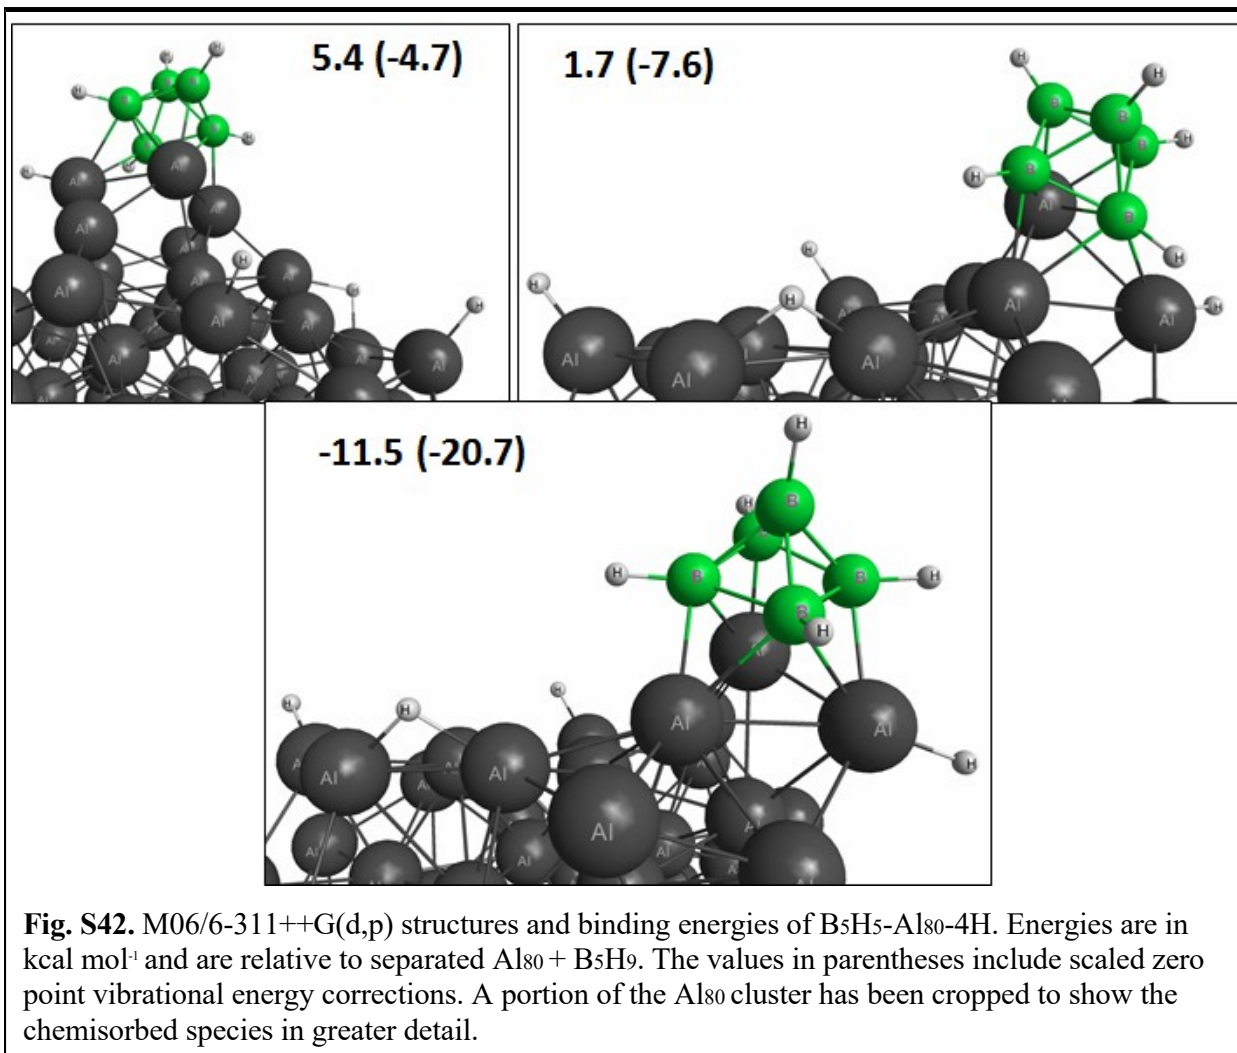 5.4 (-4.7)
1.7 (-7.6)
-11.5 (-20.7)
Fig. S42. M06/6-311++G(d,p) structures and binding energies of B5H5-Al80-4H. Energies are in
kcal mol-1 and are relative to separated Al80 + B5H9. The values in parentheses include scaled zero
point vibrational energy corrections. A portion of the Al80 cluster has been cropped to show the
chemisorbed species in greater detail.